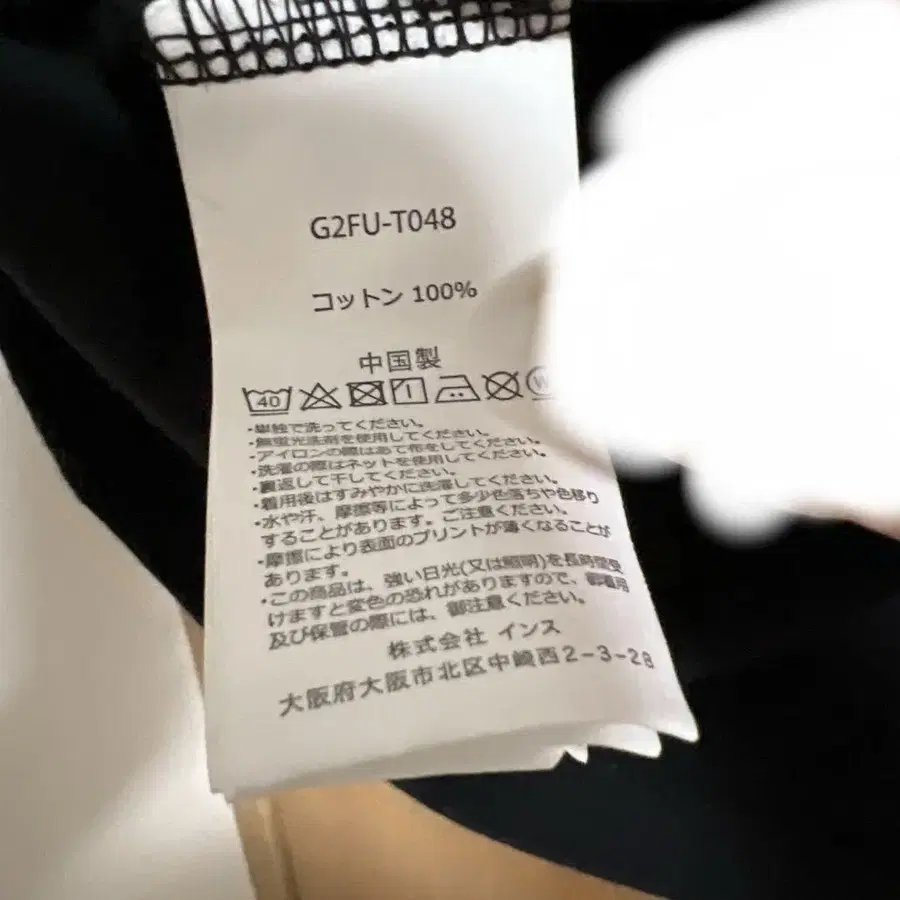 G2FU-T048
コットン 100%
中国製
40 W
・単独で洗ってください。
・無蛍光洗剤を使用してください。
・アイロンの際はあて布をしてください。
・洗濯の際はネットを使用してください。
・裏返して干してください。
・着用後はすみやかに洗濯してください。
・水や汗、摩擦等によって多少色落ちや色移り
することがあります。ご注意ください。
・摩擦により表面のプリントが薄くなることが
あります。
・この商品は、強い日光(又は照明)を長時間受
けますと変色の恐れがありますので、御着用
及び保管の際には、御注意ください。
株式会社 インス
大阪府大阪市北区中崎西2-3-28